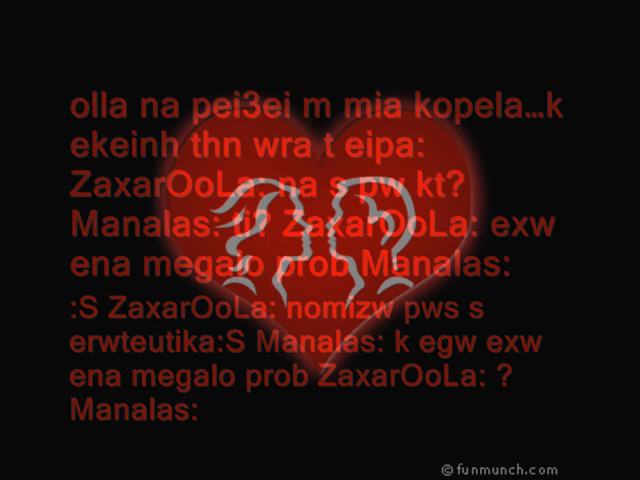 olla na pei3ei m mia kopela...k
ekeinh thn wra t eipa:
ZaxarOoLa: na s pw kt?
Manalas: ti? ZaxarOoLa: exw
ena megalo prob Manalas:
:S ZaxarOoLa: nomizw pws s
erwteutika:S Manalas: k egw exw
ena megalo prob ZaxarOoLa: ?
Manalas:
© funmunch.com